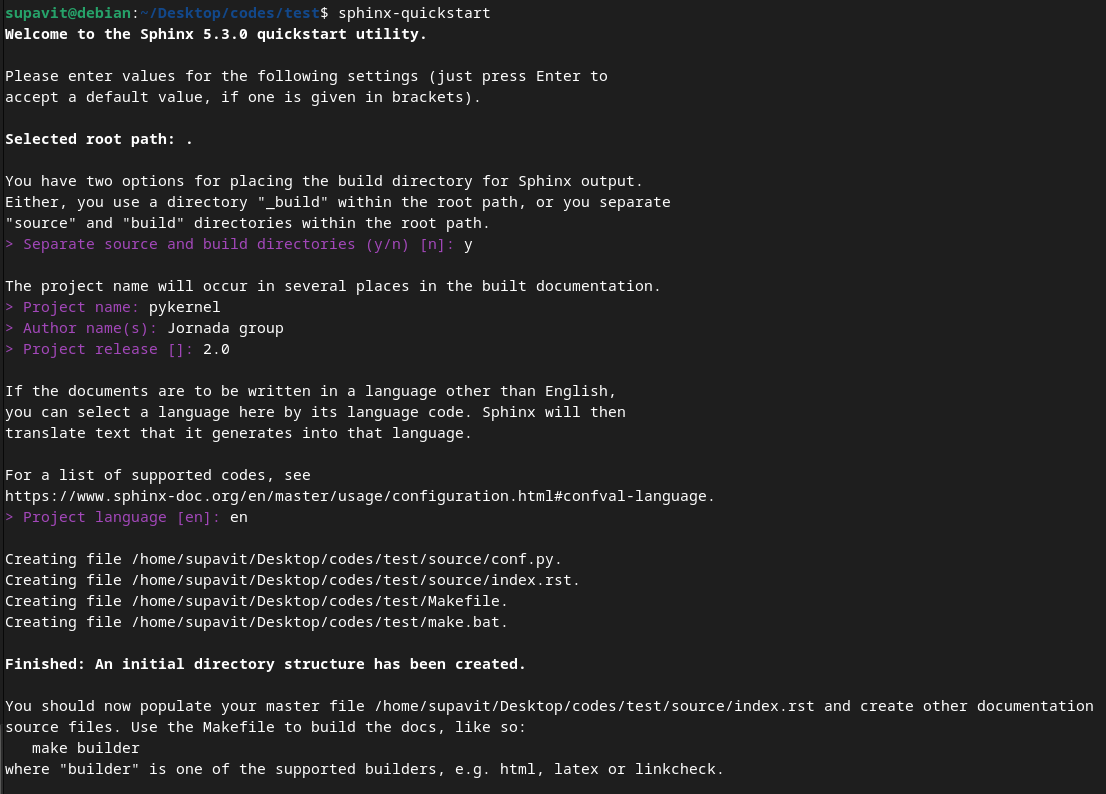 supavit@debian:~/Desktop/codes/test$ sphinx-quickstart
Welcome to the Sphinx 5.3.0 quickstart utility.
Please enter values for the following settings (just press Enter to
accept a default value, if one is given in brackets).
Selected root path: .
You have two options for placing the build directory for Sphinx output.
Either, you use a directory "_build" within the root path, or you separate
"source" and "build" directories within the root path.
> Separate source and build directories (y/n) [n]: y
The project name will occur in several places in the built documentation.
> Project name: pykernel
> Author name(s): Jornada group
> Project release []: 2.0
If the documents are to be written in a language other than English,
you can select a language here by its language code. Sphinx will then
translate text that it generates into that language.
For a list of supported codes, see
https://www.sphinx-doc.org/en/master/usage/configuration.html#confval-language.
> Project language [en]: en
Creating file /home/supavit/Desktop/codes/test/source/conf.py.
Creating file /home/supavit/Desktop/codes/test/source/index.rst.
Creating file /home/supavit/Desktop/codes/test/Makefile.
Creating file /home/supavit/Desktop/codes/test/make.bat.
Finished: An initial directory structure has been created.
You should now populate your master file /home/supavit/Desktop/codes/test/source/index.rst and create other documentation
source files. Use the Makefile to build the docs, like so:
   make builder
where "builder" is one of the supported builders, e.g. html, latex or linkcheck.